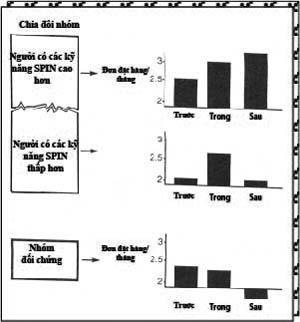 Chia đôi nhóm
Người có các kỹ
năng SPIN cao
hơn
Đơn đặt hàng/
tháng
3
2.5
2
Trước Trong Sau
Người có các kỹ
năng SPIN
thấp hơn
3
2.5
2
Trước Trong Sau
Nhóm
đối chứng
Đơn đặt hàng/
tháng
3
2.5
2
Trước Trong Sau